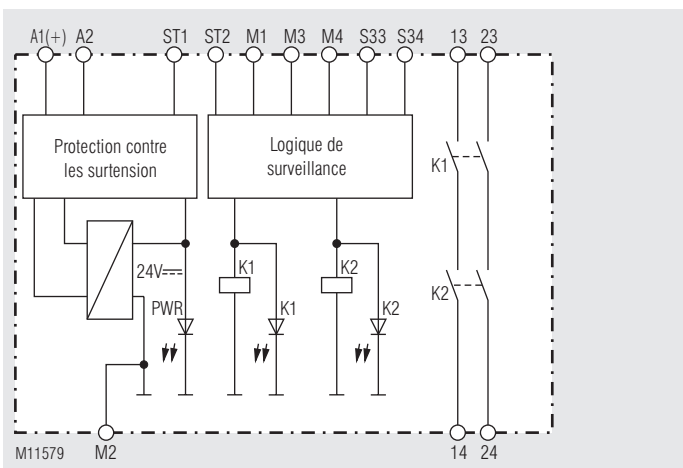 A1(+) A2 ST1 ST2 M1 M3 M4 S33 S34 13 23
Protection contre
les surtension
Logique de
surveillance
K1
24V
K1
K2
K2
PWR
K1
K2
M11579
M2
14 24